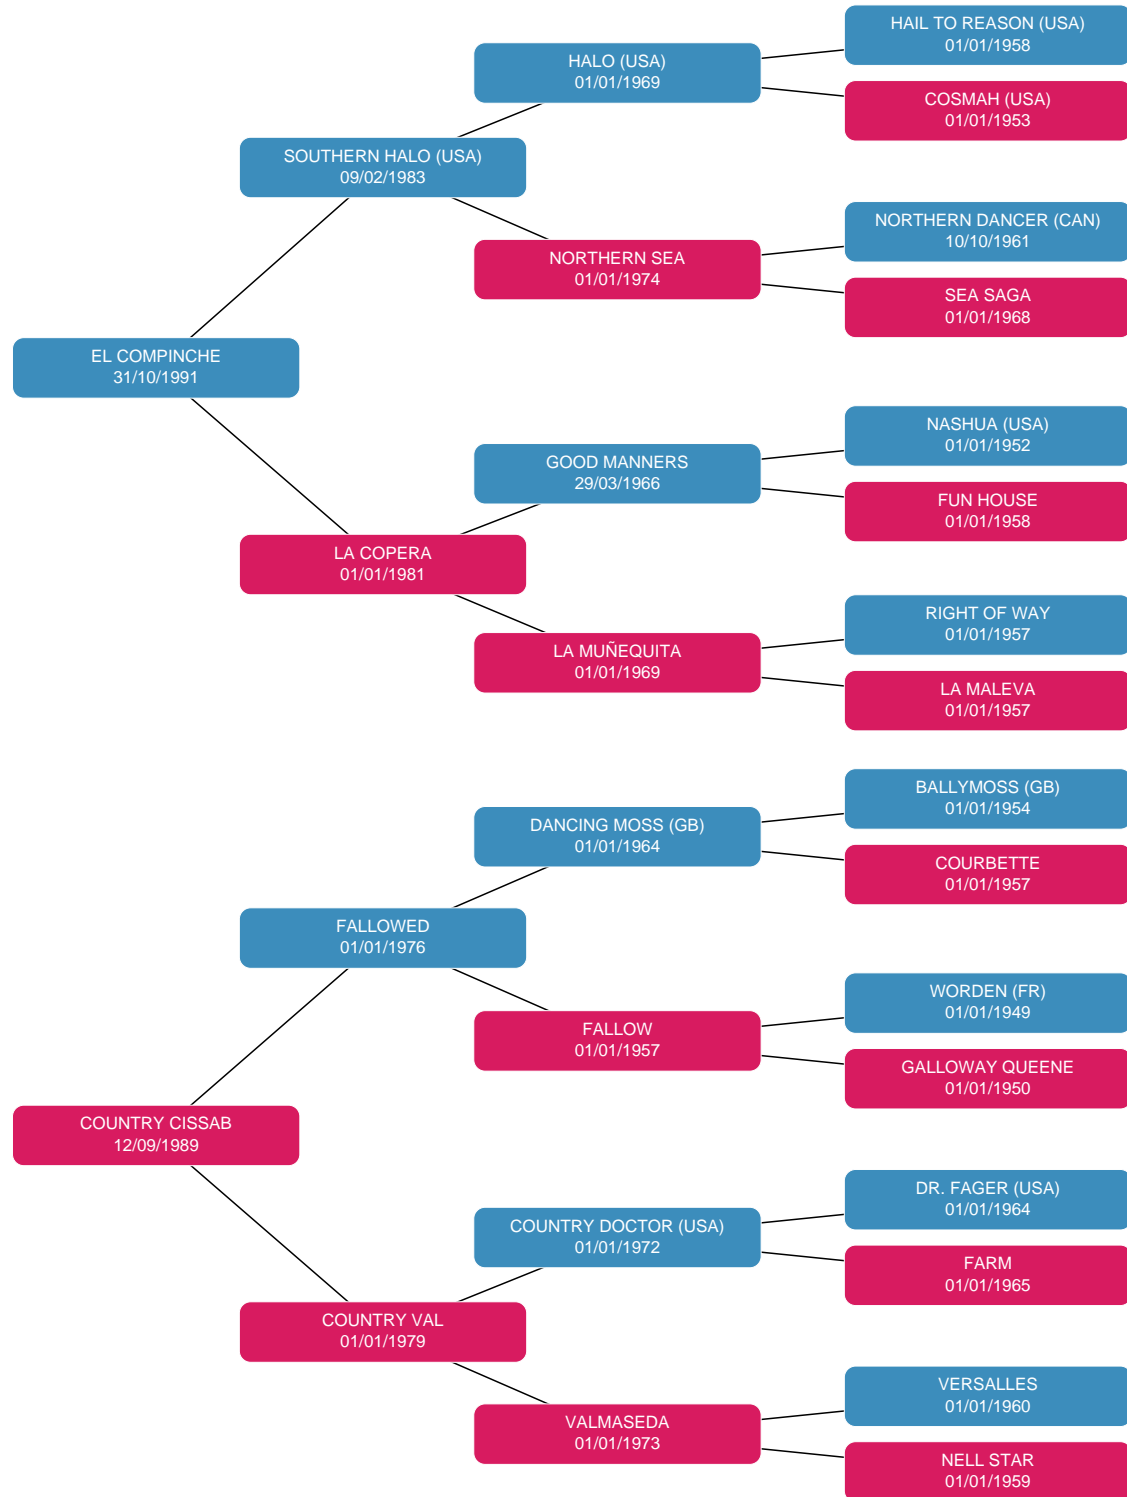 HAIL TO REASON (USA)
01/01/1958
HALO (USA)
01/01/1969
COSMAH (USA)
01/01/1953
SOUTHERN HALO (USA)
09/02/1983
NORTHERN DANCER (CAN)
10/10/1961
NORTHERN SEA
01/01/1974
SEA SAGA
01/01/1968
EL COMPINCHE
31/10/1991
NASHUA (USA)
01/01/1952
GOOD MANNERS
29/03/1966
FUN HOUSE
01/01/1958
LA COPERA
01/01/1981
RIGHT OF WAY
01/01/1957
LA MUÑEQUITA
01/01/1969
LA MALEVA
01/01/1957
BALLYMOSS (GB)
01/01/1954
DANCING MOSS (GB)
01/01/1964
COURBETTE
01/01/1957
FALLOWED
01/01/1976
WORDEN (FR)
01/01/1949
FALLOW
01/01/1957
GALLOWAY QUEENE
01/01/1950
COUNTRY CISSAB
12/09/1989
DR. FAGER (USA)
01/01/1964
COUNTRY DOCTOR (USA)
01/01/1972
FARM
01/01/1965
COUNTRY VAL
01/01/1979
VERSALLES
01/01/1960
VALMASEDA
01/01/1973
NELL STAR
01/01/1959